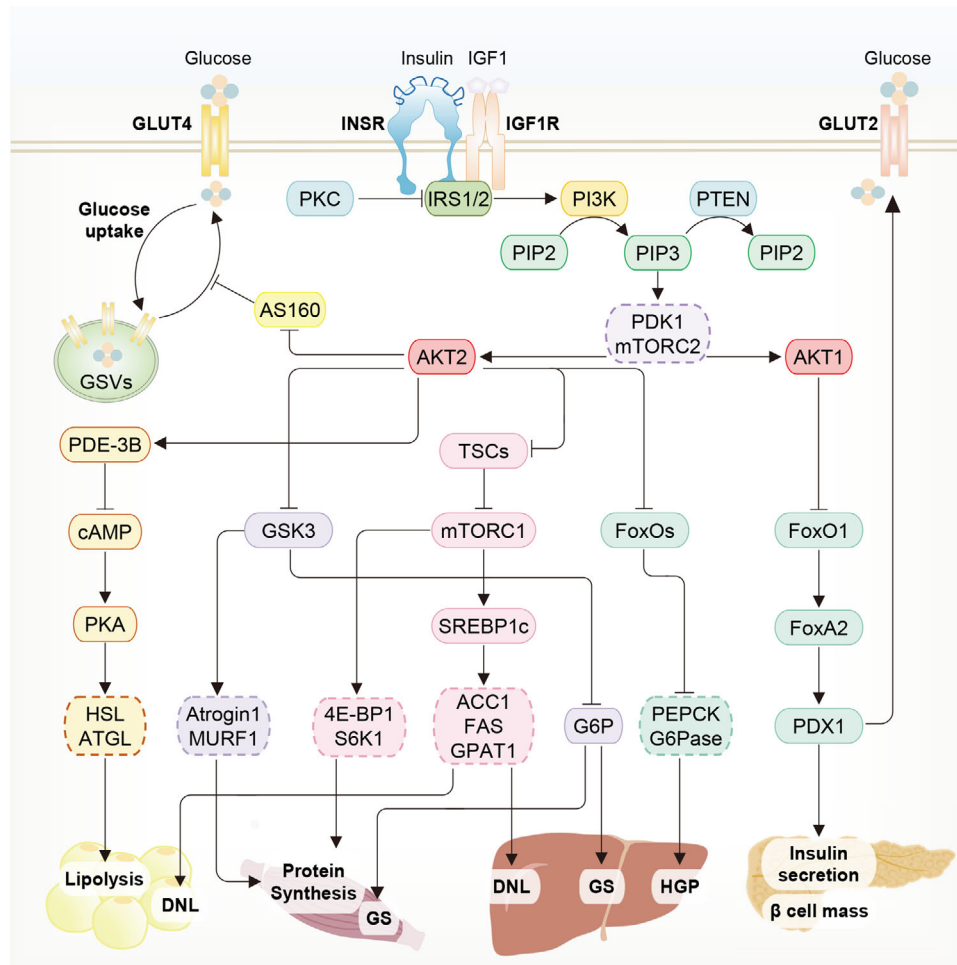 Glucose
Insulin
IGF1
Glucose
GLUT4
INSR
IGF1R
GLUT2
PKC
IRS1/2
PI3K
PTEN
Glucose
uptake
PIP2
PIP3
PIP2
AS160
PDK1
mTORC2
GSVs
AKT2
AKT1
PDE-3B
TSCs
cAMP
GSK3
mTORC1
FoxOs
FoxO1
PKA
SREBP1c
FoxA2
HSL
ATGL
Atrogin1
MURF1
4E-BP1
S6K1
ACC1
FAS
GPAT1
G6P
PEPCK
G6Pase
PDX1
Lipolysis
DNL
Protein
Synthesis
GS
DNL
GS
HGP
Insulin
secretion
β cell mass